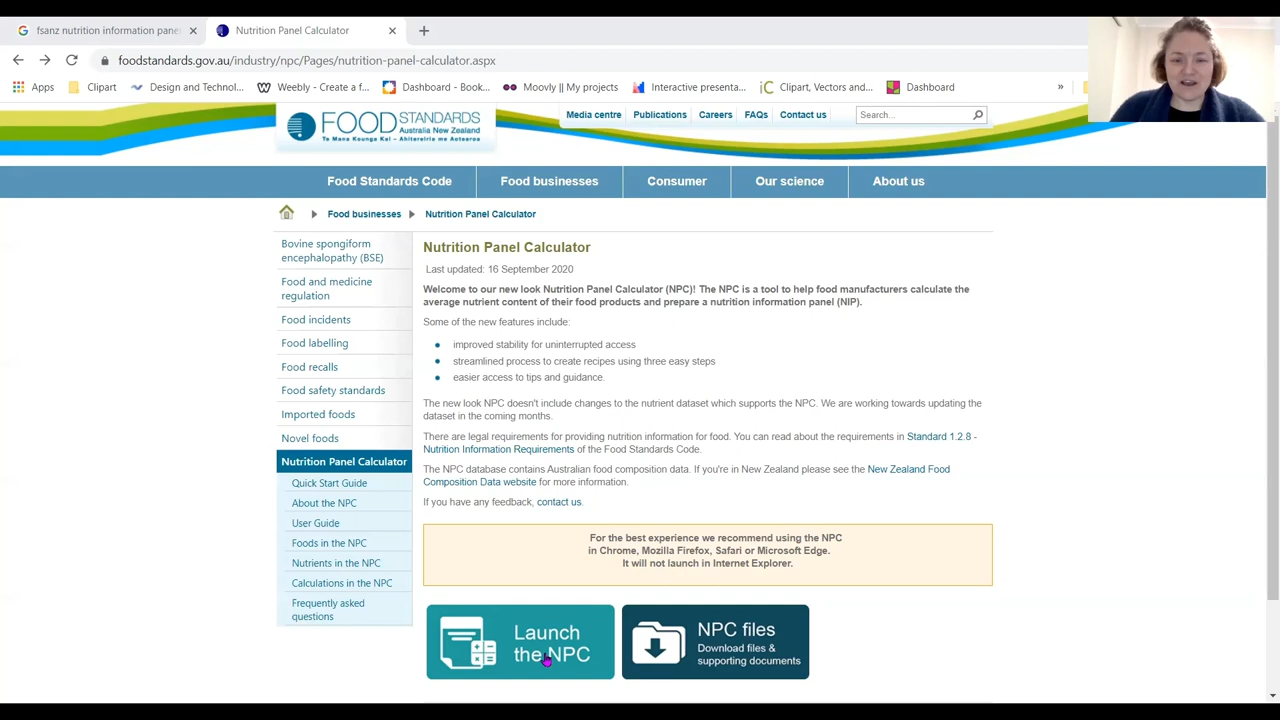 fsanz nutrition information pane
Nutrition Panel Calculator
foodstandards.gov.au/industry/npc/Pages/nutrition-panel-calculator.aspx
Apps
Clipart
Design and Technol...
Weebly - Create a f...
Dashboard - Book...
Moovly || My projects
Interactive presenta...
Clipart, Vectors and...
Dashboard
»
FOOD STANDARDS
Australia New Zealand
Te Mana Kounga Kai - Ahitereiria me Aotearoa
Media centre
Publications
Careers
FAQs
Contact us
Search...
Food Standards Code
Food businesses
Consumer
Our science
About us
Food businesses
Nutrition Panel Calculator
Bovine spongiform
encephalopathy (BSE)
Food and medicine
regulation
Food incidents
Food labelling
Food recalls
Food safety standards
Imported foods
Novel foods
Nutrition Panel Calculator
Quick Start Guide
About the NPC
User Guide
Foods in the NPC
Nutrients in the NPC
Calculations in the NPC
Frequently asked
questions
Nutrition Panel Calculator
Last updated: 16 September 2020
Welcome to our new look Nutrition Panel Calculator (NPC)! The NPC is a tool to help food manufacturers calculate the
average nutrient content of their food products and prepare a nutrition information panel (NIP).
Some of the new features include:
improved stability for uninterrupted access
streamlined process to create recipes using three easy steps
easier access to tips and guidance.
The new look NPC doesn't include changes to the nutrient dataset which supports the NPC. We are working towards updating the
dataset in the coming months.
There are legal requirements for providing nutrition information for food. You can read about the requirements in Standard 1.2.8 -
Nutrition Information Requirements of the Food Standards Code.
The NPC database contains Australian food composition data. If you're in New Zealand please see the New Zealand Food
Composition Data website for more information.
If you have any feedback, contact us.
For the best experience we recommend using the NPC
in Chrome, Mozilla Firefox, Safari or Microsoft Edge.
It will not launch in Internet Explorer.
Launch
the NPC
NPC files
Download files &
supporting documents